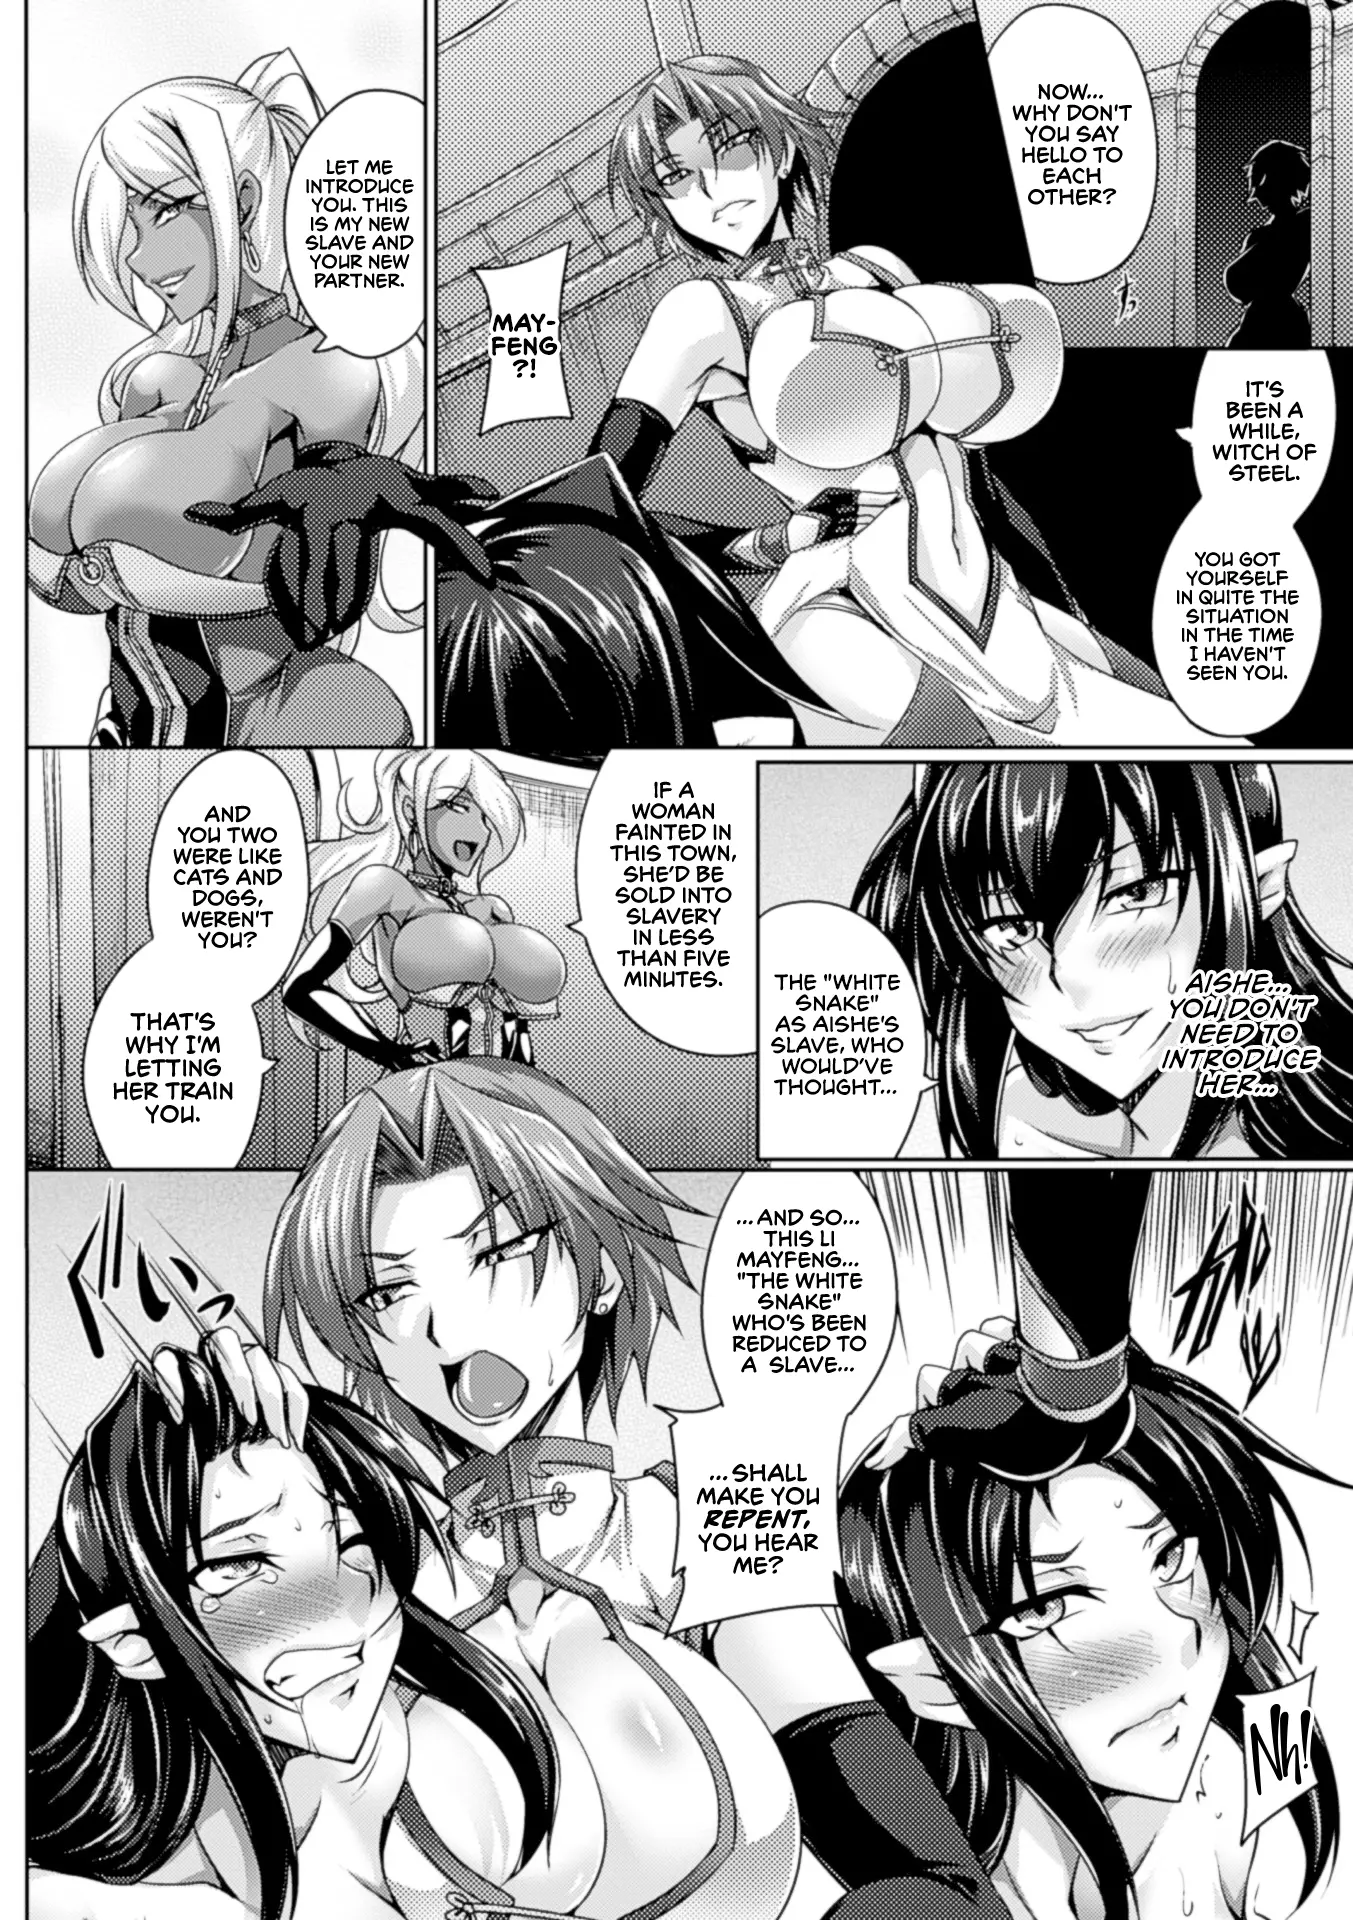 NOW...
WHY DON'T
YOU SAY
HELLO TO
EACH
OTHER?
MAY-
FENG
?!
IT'S
BEEN A
WHILE,
WITCH OF
STEEL.
YOU GOT
YOURSELF
IN QUITE THE
SITUATION
IN THE TIME
I HAVEN'T
SEEN YOU.
LET ME
INTRODUCE
YOU. THIS
IS MY NEW
SLAVE AND
YOUR NEW
PARTNER.
AISHE...
YOU DON'T
NEED TO
INTRODUCE
HER...
THE "WHITE
SNAKE"
AS AISHE'S
SLAVE, WHO
WOULD'VE
THOUGHT...
IF A
WOMAN
FAINTED IN
THIS TOWN,
SHE'D BE
SOLD INTO
SLAVERY
IN LESS
THAN FIVE
MINUTES.
AND
YOU TWO
WERE LIKE
CATS AND
DOGS,
WEREN'T
YOU?
THAT'S
WHY I'M
LETTING
HER TRAIN
YOU.
...AND SO...
THIS LI
MAYFENG...
"THE WHITE
SNAKE"
WHO'S BEEN
REDUCED TO
A SLAVE...
...SHALL
MAKE YOU
REPENT,
YOU HEAR
ME?
Nh!
ぐいっ